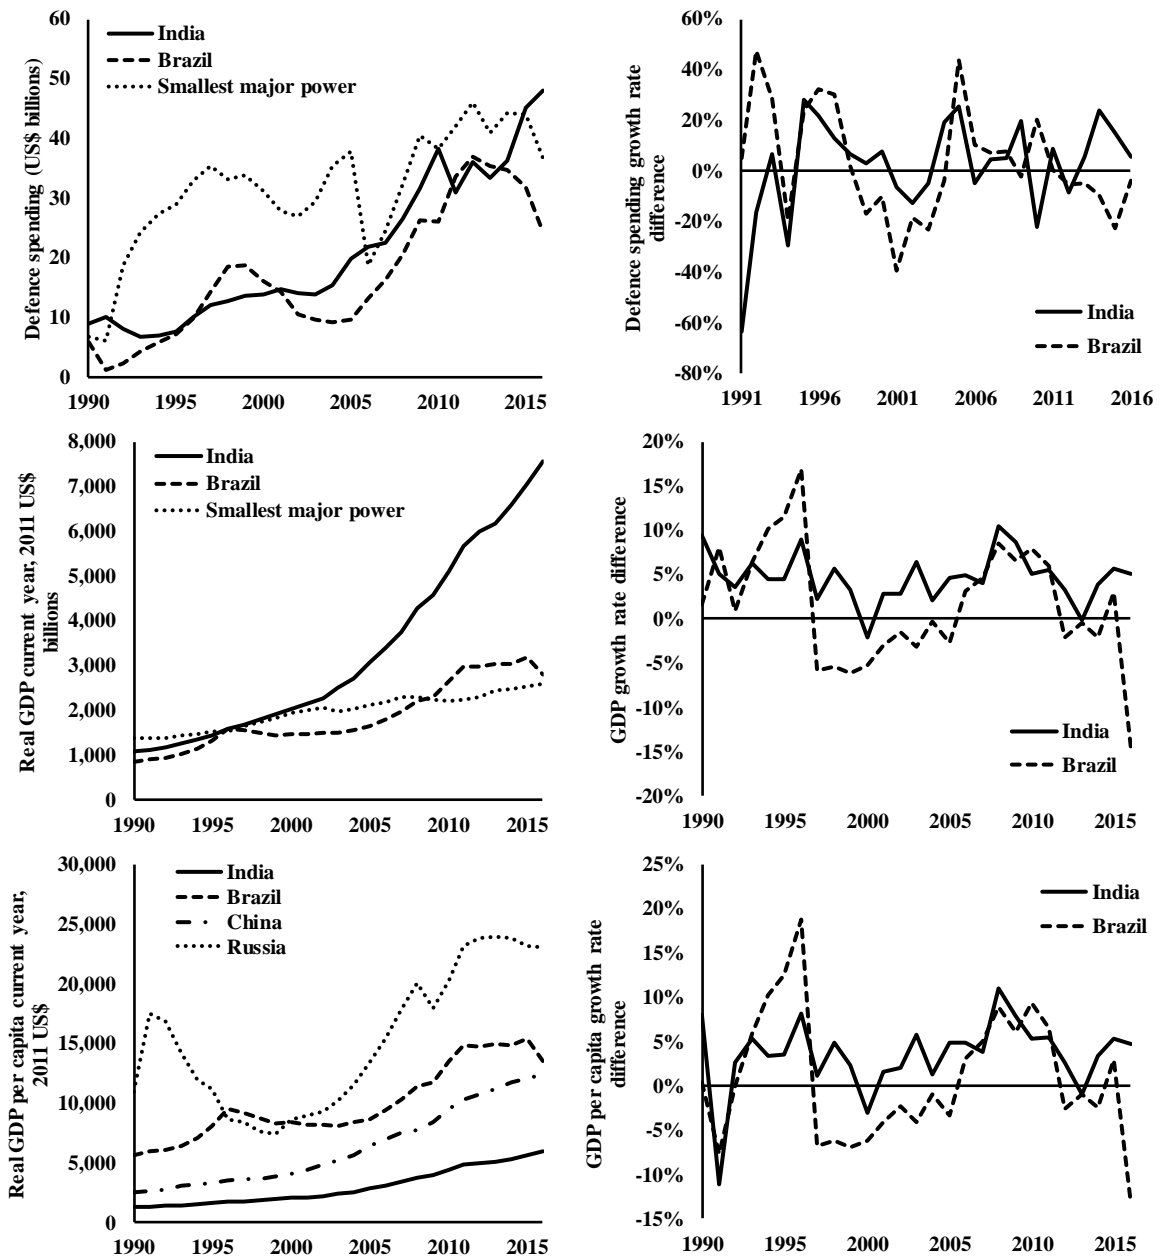 60
50
40
30
20
10
0
Defence spending (US$ billions)
India
Brazil
Smallest major power
1990 1995 2000 2005 2010 2015
60%
40%
20%
0%
-20%
-40%
-60%
-80%
Defence spending growth rate
difference
India
Brazil
1991 1996 2001 2006 2011 2016
8,000
7,000
6,000
5,000
4,000
3,000
2,000
1,000
0
Real GDP current year, 2011 US$
billions
India
Brazil
Smallest major power
1990 1995 2000 2005 2010 2015
20%
15%
10%
5%
0%
-5%
-10%
-15%
-20%
GDP growth rate difference
India
Brazil
1990 1995 2000 2005 2010 2015
30,000
25,000
20,000
15,000
10,000
5,000
0
Real GDP per capita current year,
2011 US$
India
Brazil
China
Russia
1990 1995 2000 2005 2010 2015
25%
20%
15%
10%
5%
0%
-5%
-10%
-15%
GDP per capita growth rate
difference
India
Brazil
1990 1995 2000 2005 2010 2015